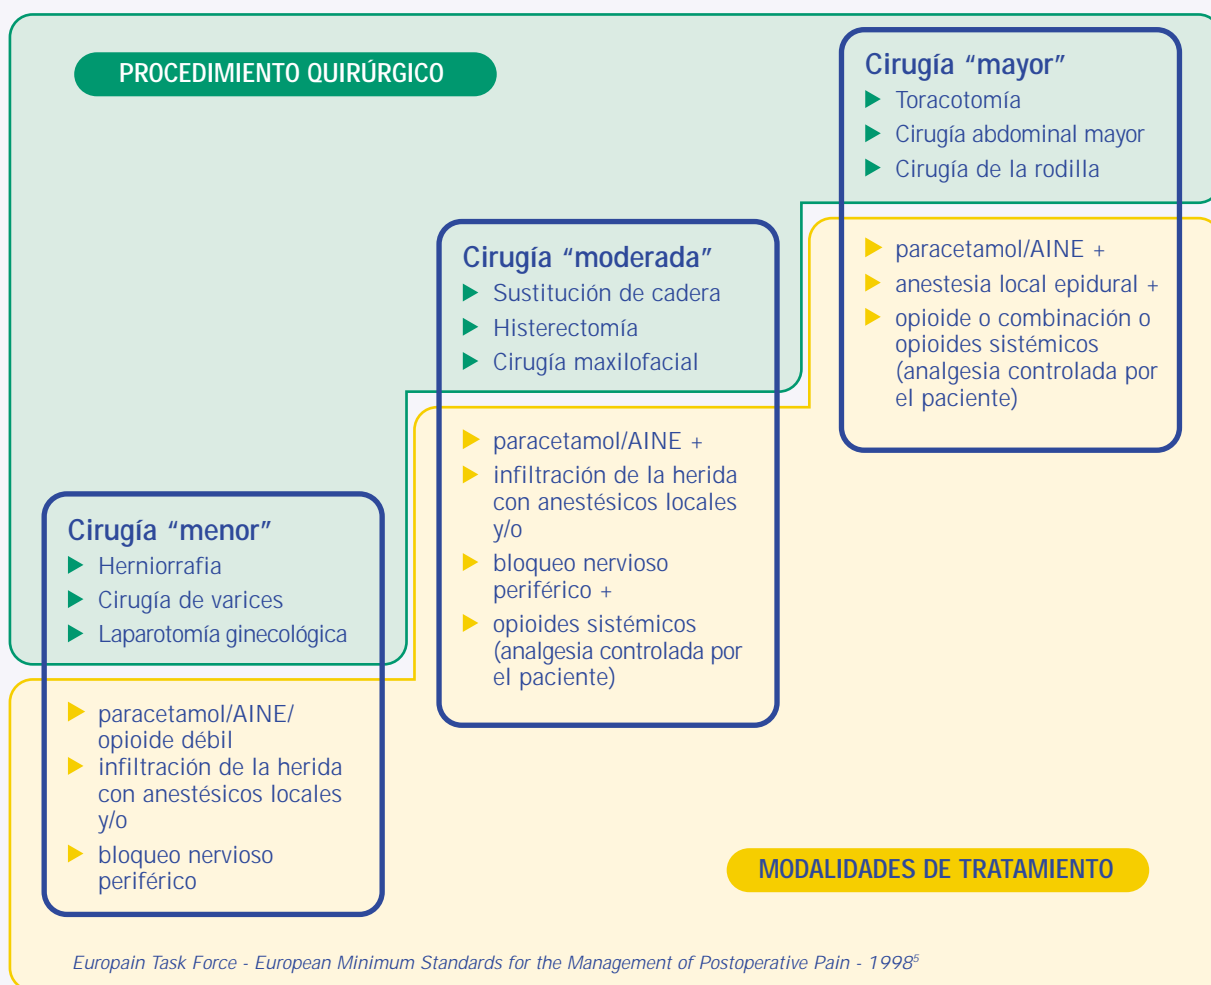 PROCEDIMIENTO QUIRÚRGICO
Cirugía “mayor”
Toracotomía
Cirugía abdominal mayor
Cirugía de la rodilla
paracetamol/AINE +
anestesia local epidural +
opioide o combinación o
opioides sistémicos
(analgesia controlada por
el paciente)
Cirugía “moderada”
Sustitución de cadera
Histerectomía
Cirugía maxilofacial
paracetamol/AINE +
infiltración de la herida
con anestésicos locales
y/o
bloqueo nervioso
periférico +
opioides sistémicos
(analgesia controlada por
el paciente)
Cirugía “menor”
Herniorrafia
Cirugía de varices
Laparotomía ginecológica
paracetamol/AINE/
opioide débil
infiltración de la herida
con anestésicos locales
y/o
bloqueo nervioso
periférico
MODALIDADES DE TRATAMIENTO
Europain Task Force - European Minimum Standards for the Management of Postoperative Pain - 1998⁵